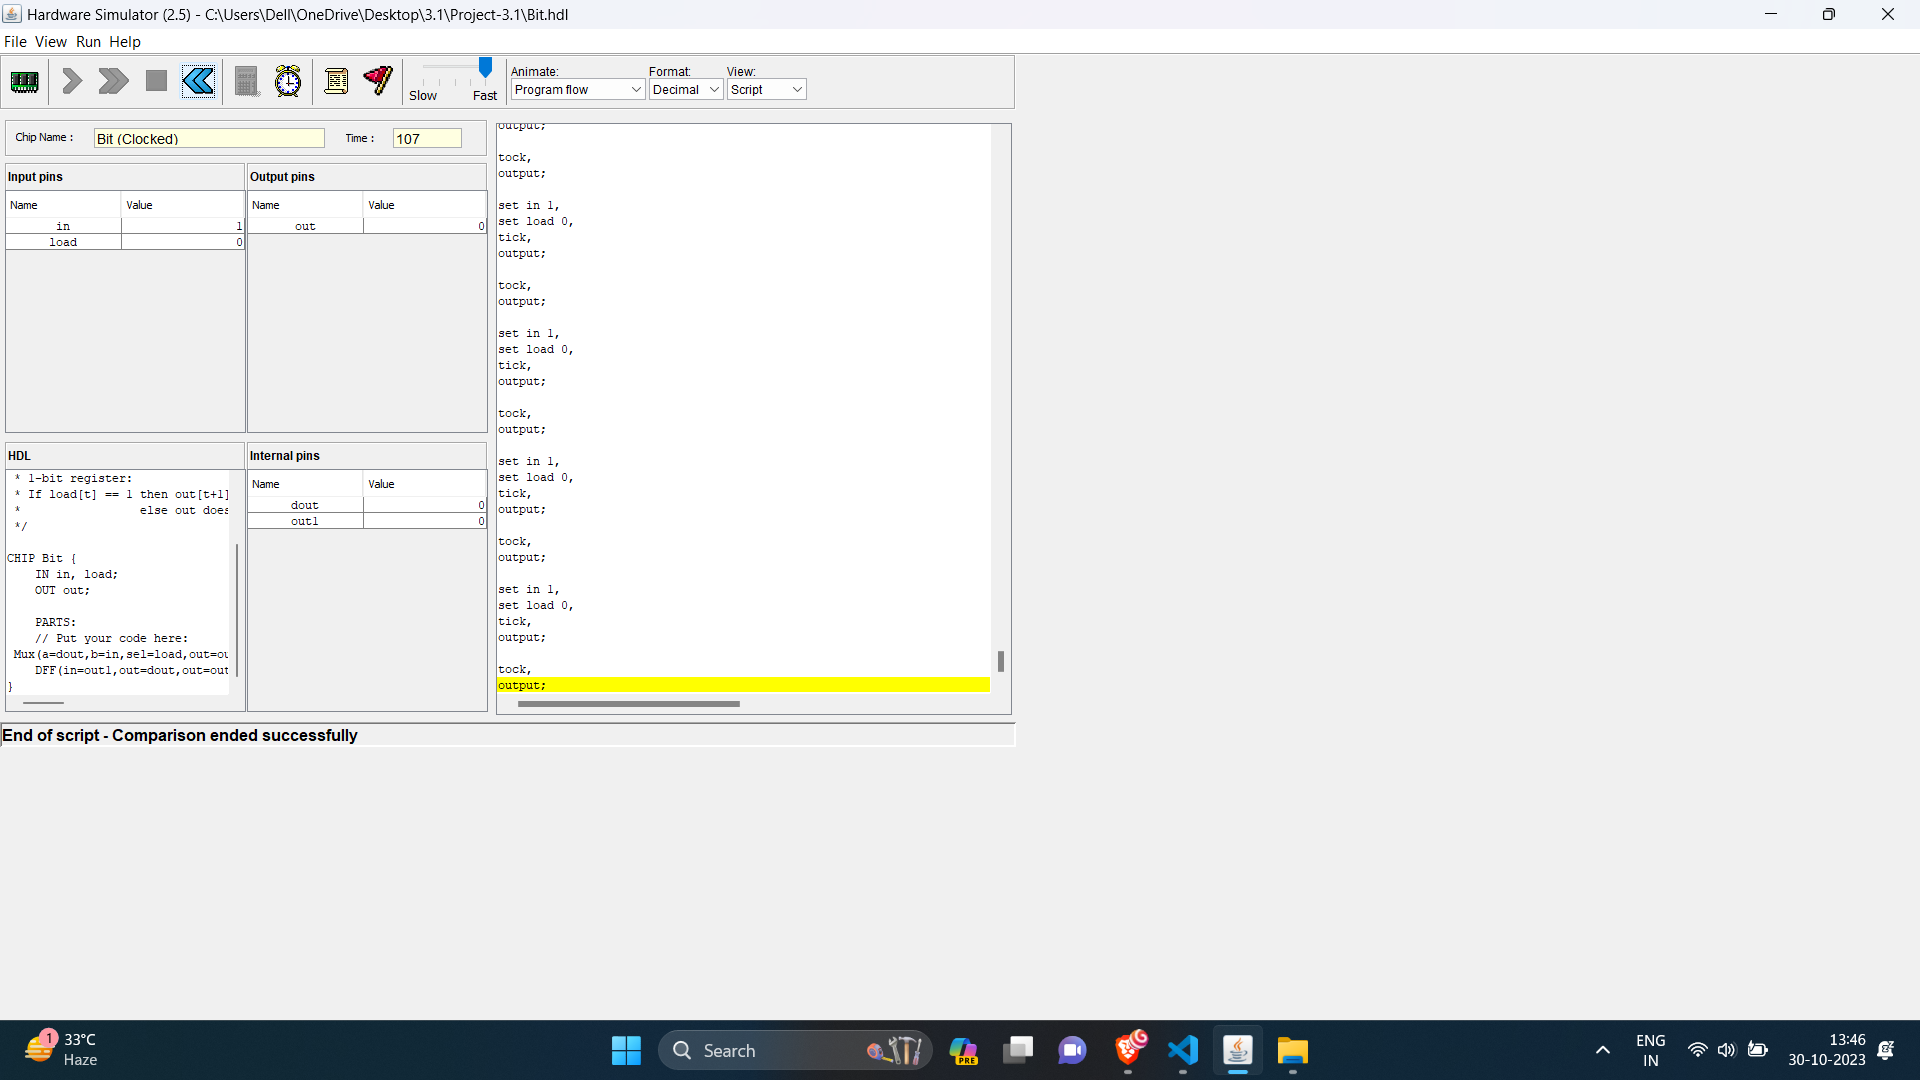 Hardware Simulator (2.5) - C:\Users\Dell\OneDrive\Desktop\3.1\Project-3.1\Bit.hdl
File View Run Help
Slow Fast
Animate: Format: View:
Program flow Decimal Script
Chip Name : Bit (Clocked) Time : 107
Input pins
Name Value
in 1
load 0
Output pins
Name Value
out 0
HDL
* 1-bit register:
* If load[t] == 1 then out[t+1]
* else out does
*/
CHIP Bit {
IN in, load;
OUT out;
PARTS:
// Put your code here:
Mux(a=dout,b=in,sel=load,out=ou
DFF(in=out1,out=dout,out=out
}
Internal pins
Name Value
dout 0
out1 0
output;
tock,
output;
set in 1,
set load 0,
tick,
output;
tock,
output;
set in 1,
set load 0,
tick,
output;
tock,
output;
set in 1,
set load 0,
tick,
output;
tock,
output;
set in 1,
set load 0,
tick,
output;
tock,
output;
End of script - Comparison ended successfully
1
33°C
Haze
Search
PRE
ENG
IN
13:46
30-10-2023